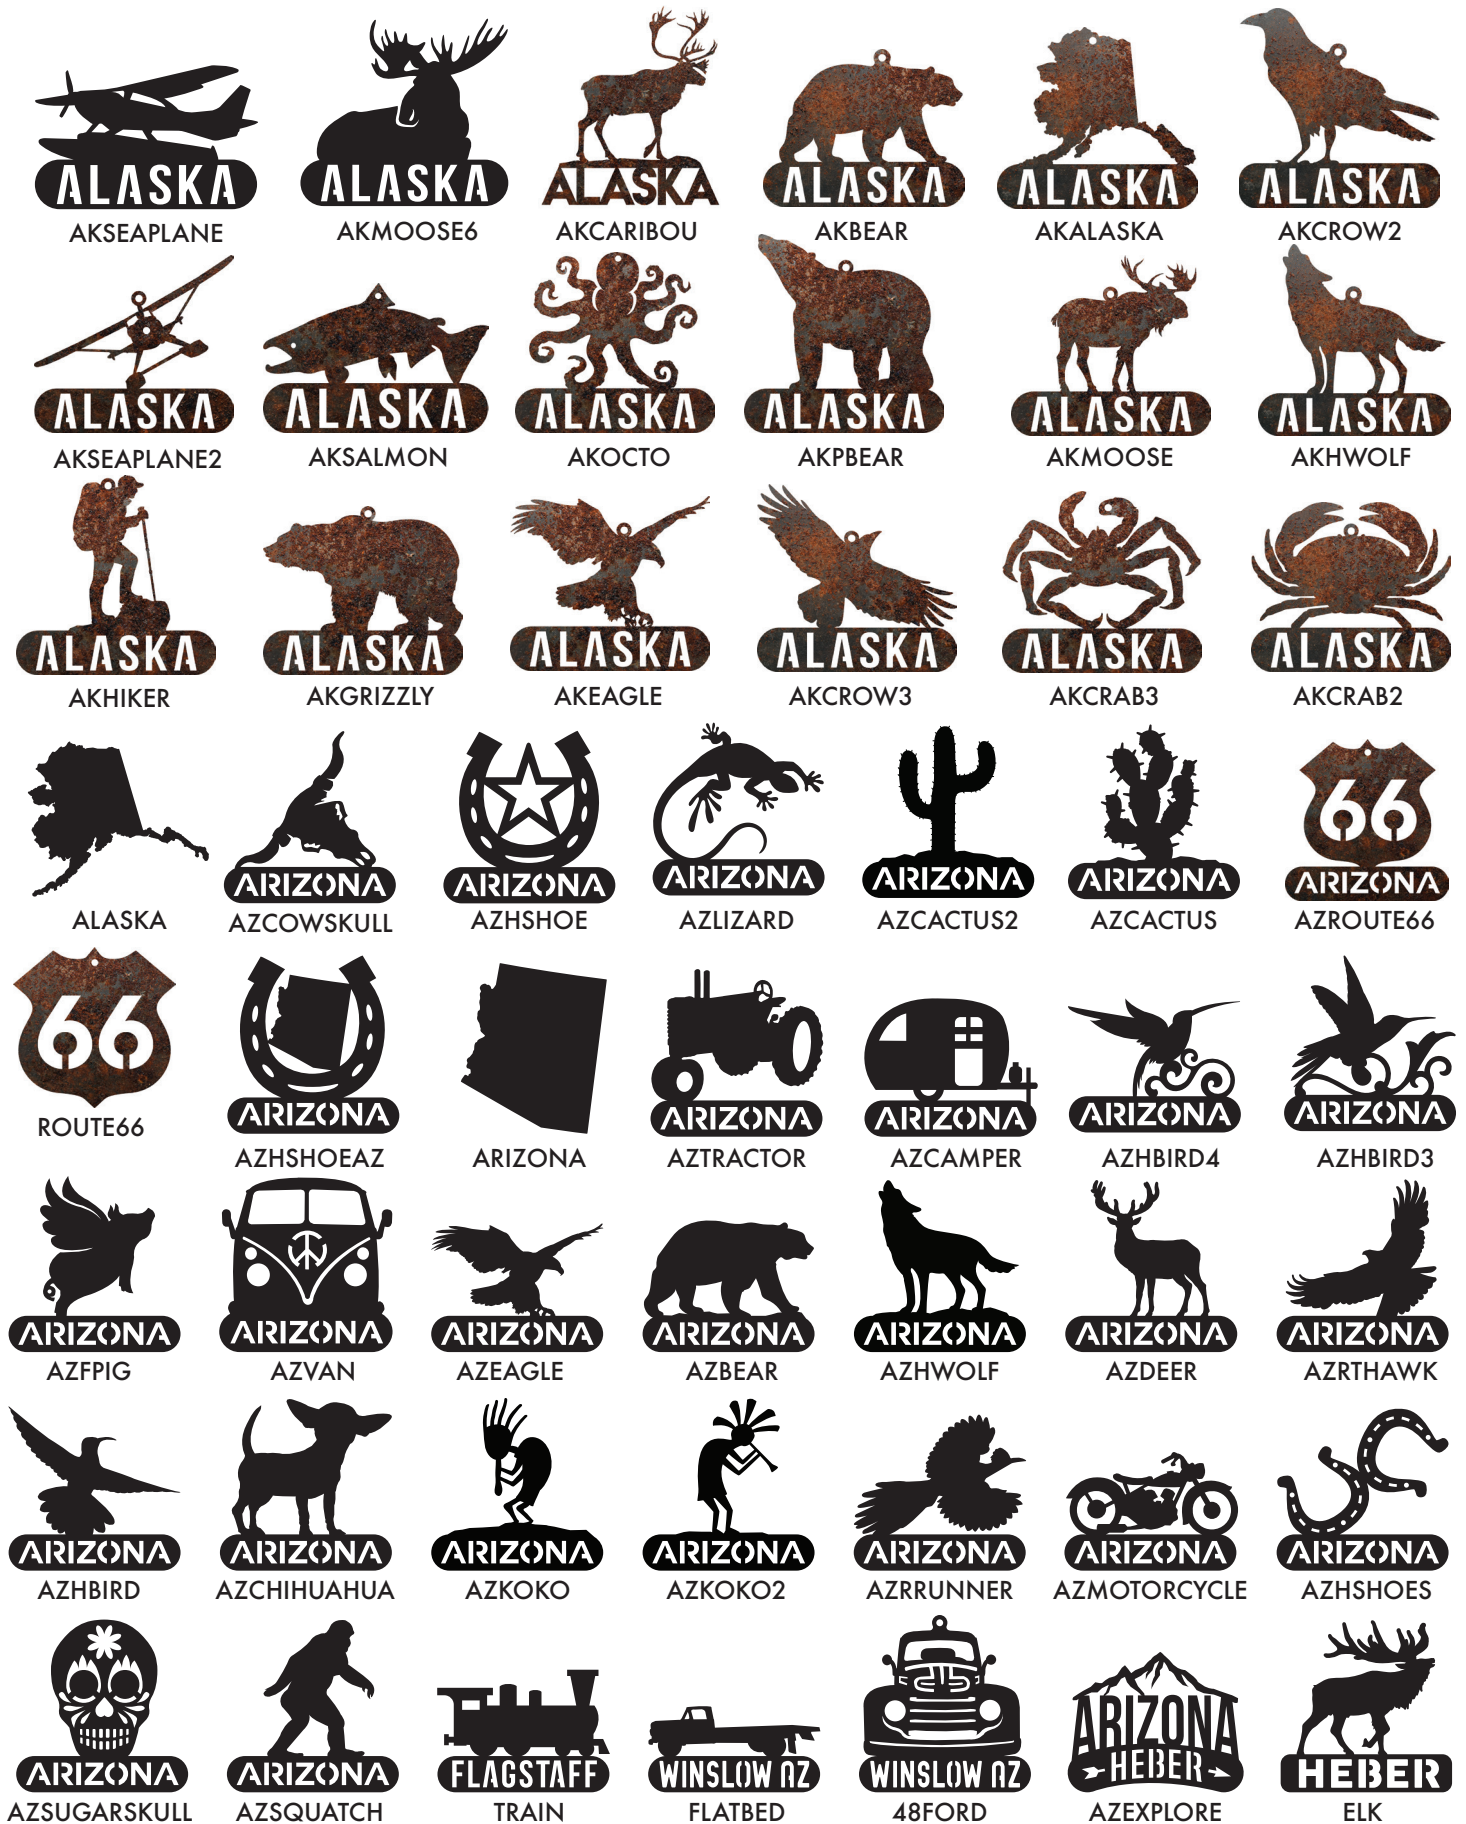 ALASKA ALASKA ALASKA ALASKA ALASKA ALASKA
AKSEAPLANE AKMOOSE6 AKCARIBOU AKBEAR AKALASKA AKCROW2
ALASKA ALASKA ALASKA ALASKA ALASKA ALASKA
AKSEAPLANE2 AKSALMON AKOCTO AKPBEAR AKMOOSE AKHWOLF
ALASKA ALASKA ALASKA ALASKA ALASKA ALASKA
AKHIKER AKGRIZZLY AKEAGLE AKCROW3 AKCRAB3 AKCRAB2
66
ARIZONA ARIZONA ARIZONA ARIZONA ARIZONA ARIZONA
ALASKA AZCOWSKULL AZHSHOE AZLIZARD AZCACTUS2 AZCACTUS AZROUTE66
66
ARIZONA ARIZONA ARIZONA ARIZONA ARIZONA
ROUTE66 AZHSHOEAZ ARIZONA AZTRACTOR AZCAMPER AZHBIRD4 AZHBIRD3
ARIZONA ARIZONA ARIZONA ARIZONA ARIZONA ARIZONA ARIZONA
AZFPIG AZVAN AZEAGLE AZBEAR AZHWOLF AZDEER AZRTHAWK
ARIZONA ARIZONA ARIZONA ARIZONA ARIZONA ARIZONA ARIZONA
AZHBIRD AZCHIHUAHUA AZKOKO AZKOKO2 AZRRUNNER AZMOTORCYCLE AZHSHOES
ARIZONA
ARIZONA ARIZONA FLAGSTAFF WINSLOW AZ WINSLOW AZ HEBER HEBER
AZSUGARSKULL AZSQUATCH TRAIN FLATBED 48FORD AZEXPLORE ELK